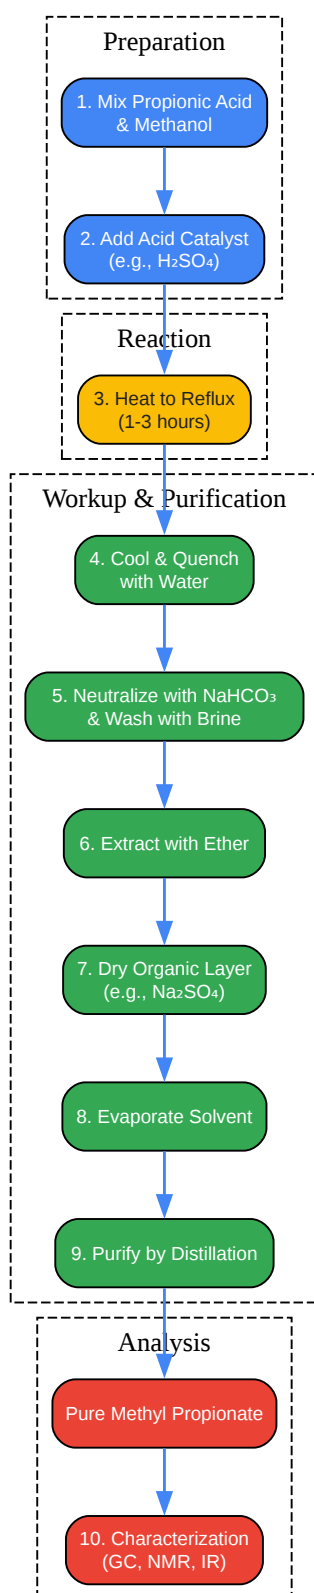 Preparation
1. Mix Propionic Acid
& Methanol
2. Add Acid Catalyst
(e.g., H₂SO₄)
Reaction
3. Heat to Reflux
(1-3 hours)
Workup & Purification
4. Cool & Quench
with Water
5. Neutralize with NaHCO₃
& Wash with Brine
6. Extract with Ether
7. Dry Organic Layer
(e.g., Na₂SO₄)
8. Evaporate Solvent
9. Purify by Distillation
Analysis
Pure Methyl Propionate
10. Characterization
(GC, NMR, IR)